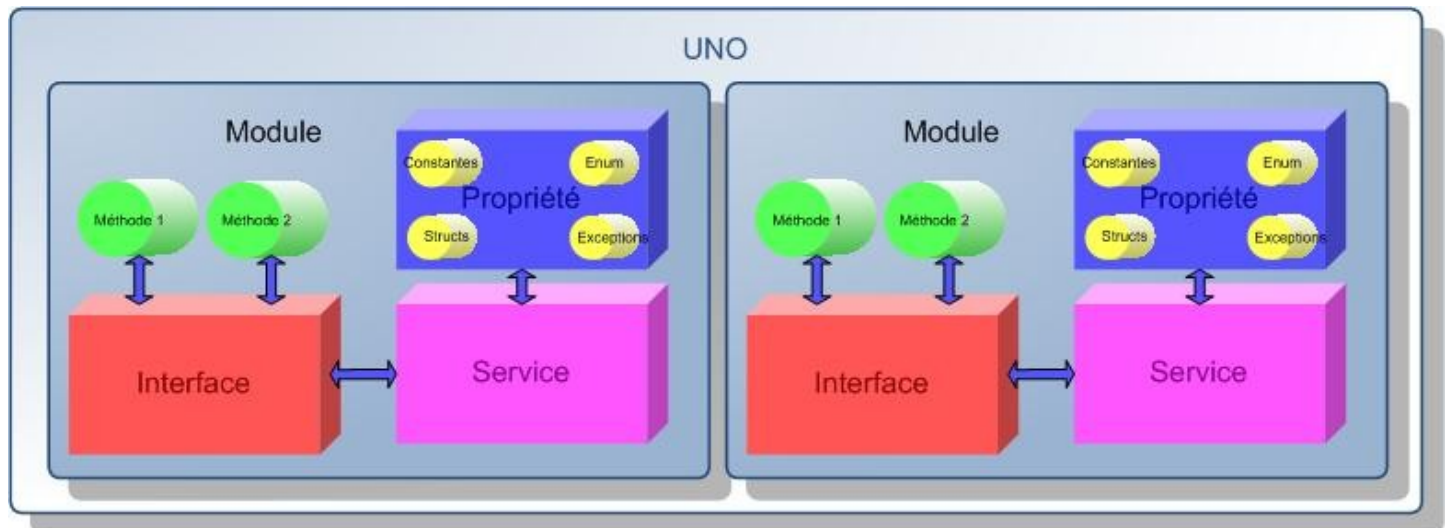 UNO
Module
Constantes
Enum
Propriété
Méthode 1
Méthode 2
Structs
Exceptions
Interface
Service
Module
Constantes
Enum
Propriété
Méthode 1
Méthode 2
Structs
Exceptions
Interface
Service